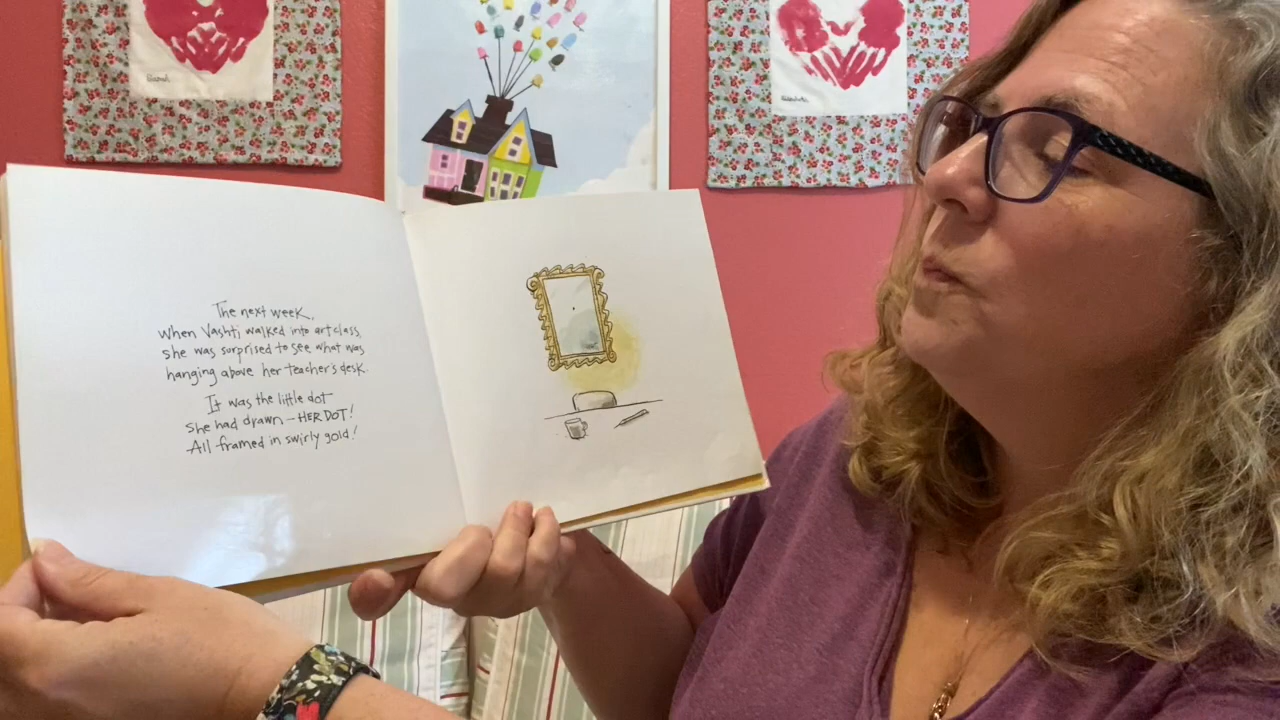 The next week,
when Vashti walked into art class,
she was surprised to see what was
hanging above her teacher's desk.
It was the little dot
she had drawn — HER DOT!
All framed in swirly gold!